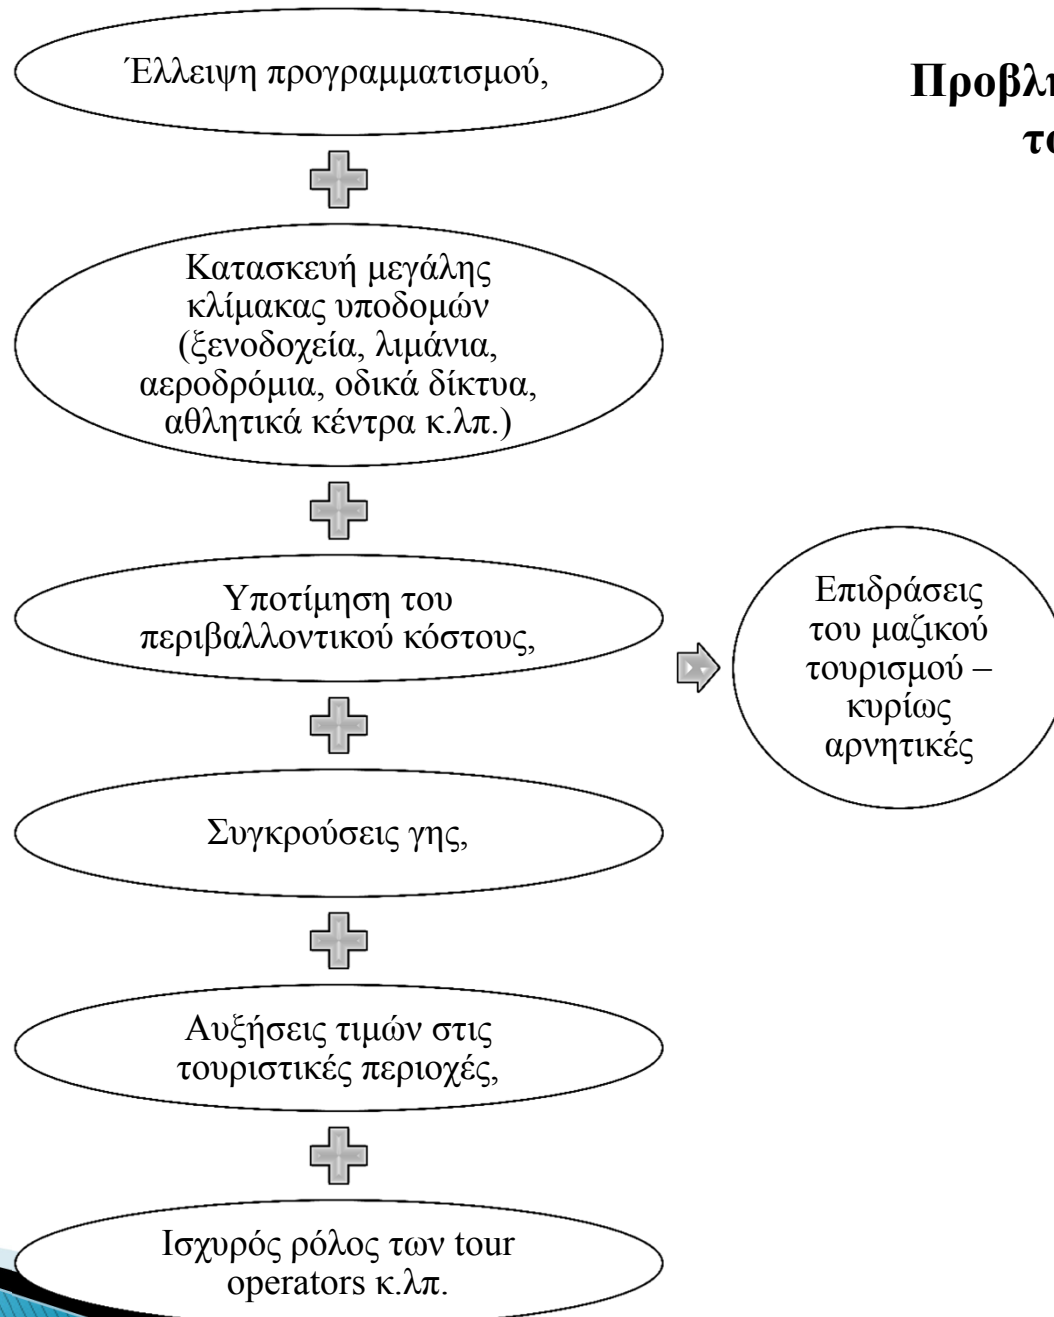 Έλλειψη προγραμματισμού,
Κατασκευή μεγάλης
κλίμακας υποδομών
(ξενοδοχεία, λιμάνια,
αεροδρόμια, οδικά δίκτυα,
αθλητικά κέντρα κ.λπ.)
Υποτίμηση του
περιβαλλοντικού κόστους,
Συγκρούσεις γης,
Αυξήσεις τιμών στις
τουριστικές περιοχές,
Ισχυρός ρόλος των tour
operators κ.λπ.
Επιδράσεις
του μαζικού
τουρισμού –
κυρίως
αρνητικές